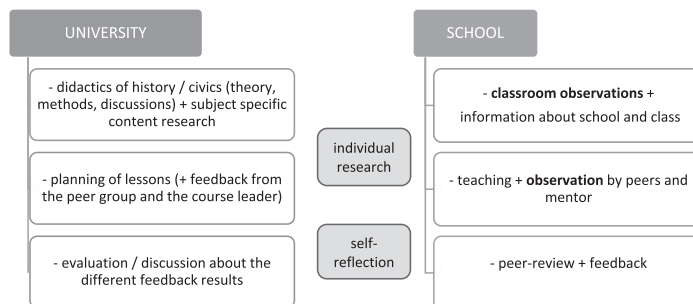 UNIVERSITY
- didactics of history / civics (theory,
methods, discussions) + subject specific
content research
- planning of lessons (+ feedback from
the peer group and the course leader)
- evaluation / discussion about the
different feedback results
individual
research
self-
reflection
SCHOOL
- classroom observations +
information about school and class
- teaching + observation by peers and
mentor
- peer-review + feedback